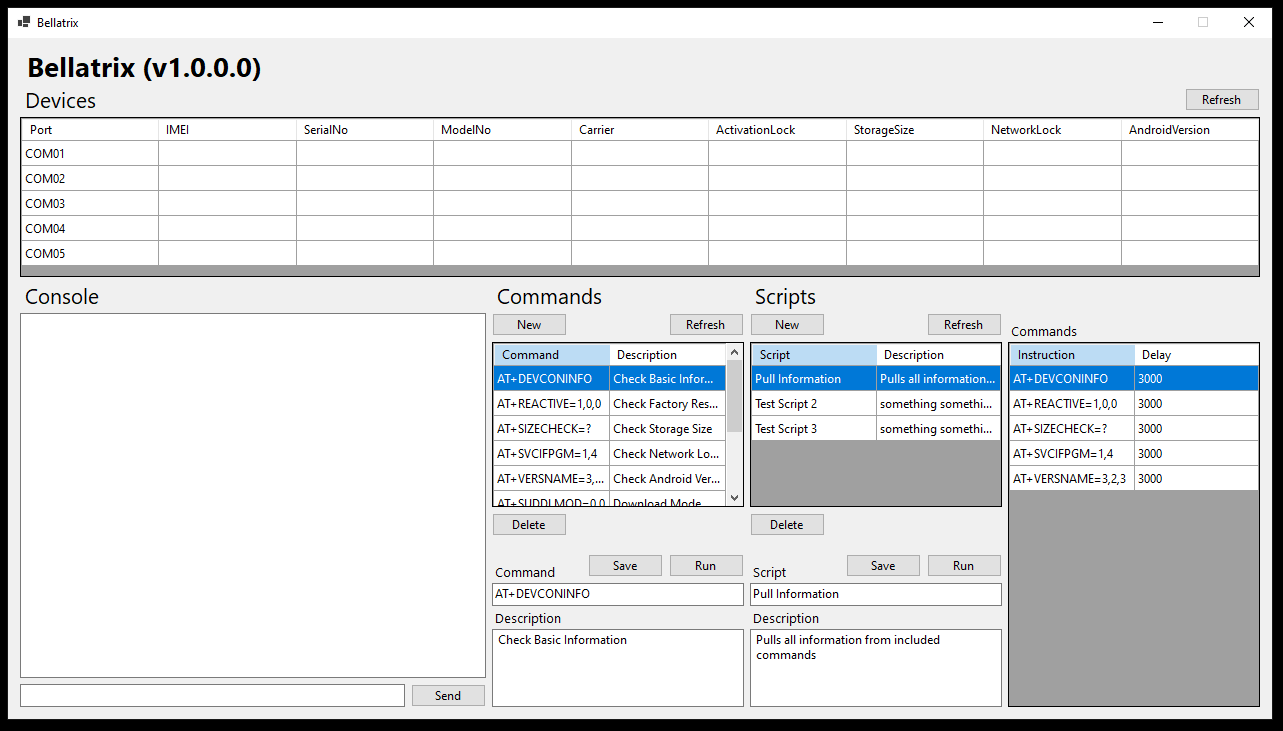 Bellatrix
Bellatrix (v1.0.0.0)
Devices
Refresh
Port IMEI SerialNo ModelNo Carrier ActivationLock StorageSize NetworkLock AndroidVersion
COM01
COM02
COM03
COM04
COM05
Console
Commands
New Refresh
Command Description
AT+DEVCONINFO Check Basic Infor...
AT+REACTIVE=1,0,0 Check Factory Res...
AT+SIZECHECK=? Check Storage Size
AT+SVCIFPGM=1,4 Check Network Lo...
AT+VERSNAME=3,... Check Android Ver...
AT+SUDDLMOD=0,0 Download Mode
Delete
Save Run
Command
AT+DEVCONINFO
Description
Check Basic Information
Scripts
New Refresh
Script Description
Pull Information Pulls all information...
Test Script 2 something somethi...
Test Script 3 something somethi...
Delete
Save Run
Script
Pull Information
Description
Pulls all information from included
commands
Commands
Instruction Delay
AT+DEVCONINFO 3000
AT+REACTIVE=1,0,0 3000
AT+SIZECHECK=? 3000
AT+SVCIFPGM=1,4 3000
AT+VERSNAME=3,2,3 3000
Send